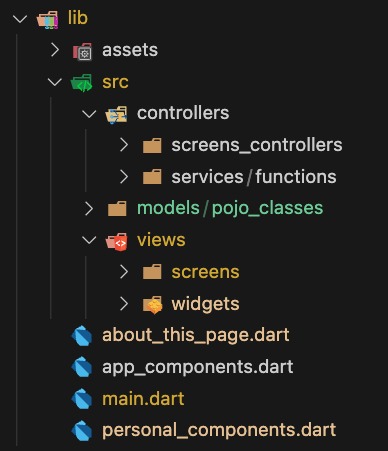 lib
assets
src
controllers
screens_controllers
services/functions
models/pojo_classes
views
screens
widgets
about_this_page.dart
app_components.dart
main.dart
personal_components.dart